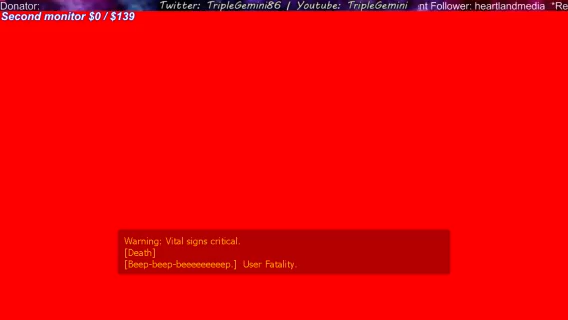 Donator:
Twitter: TripleGemini86 | Youtube: TripleGemini
nt Follower: heartlandmedia *Re
Second monitor $0 / $139
Warning: Vital signs critical.
[Death]
[Beep-beep-beeeeeeeeep.] User Fatality.